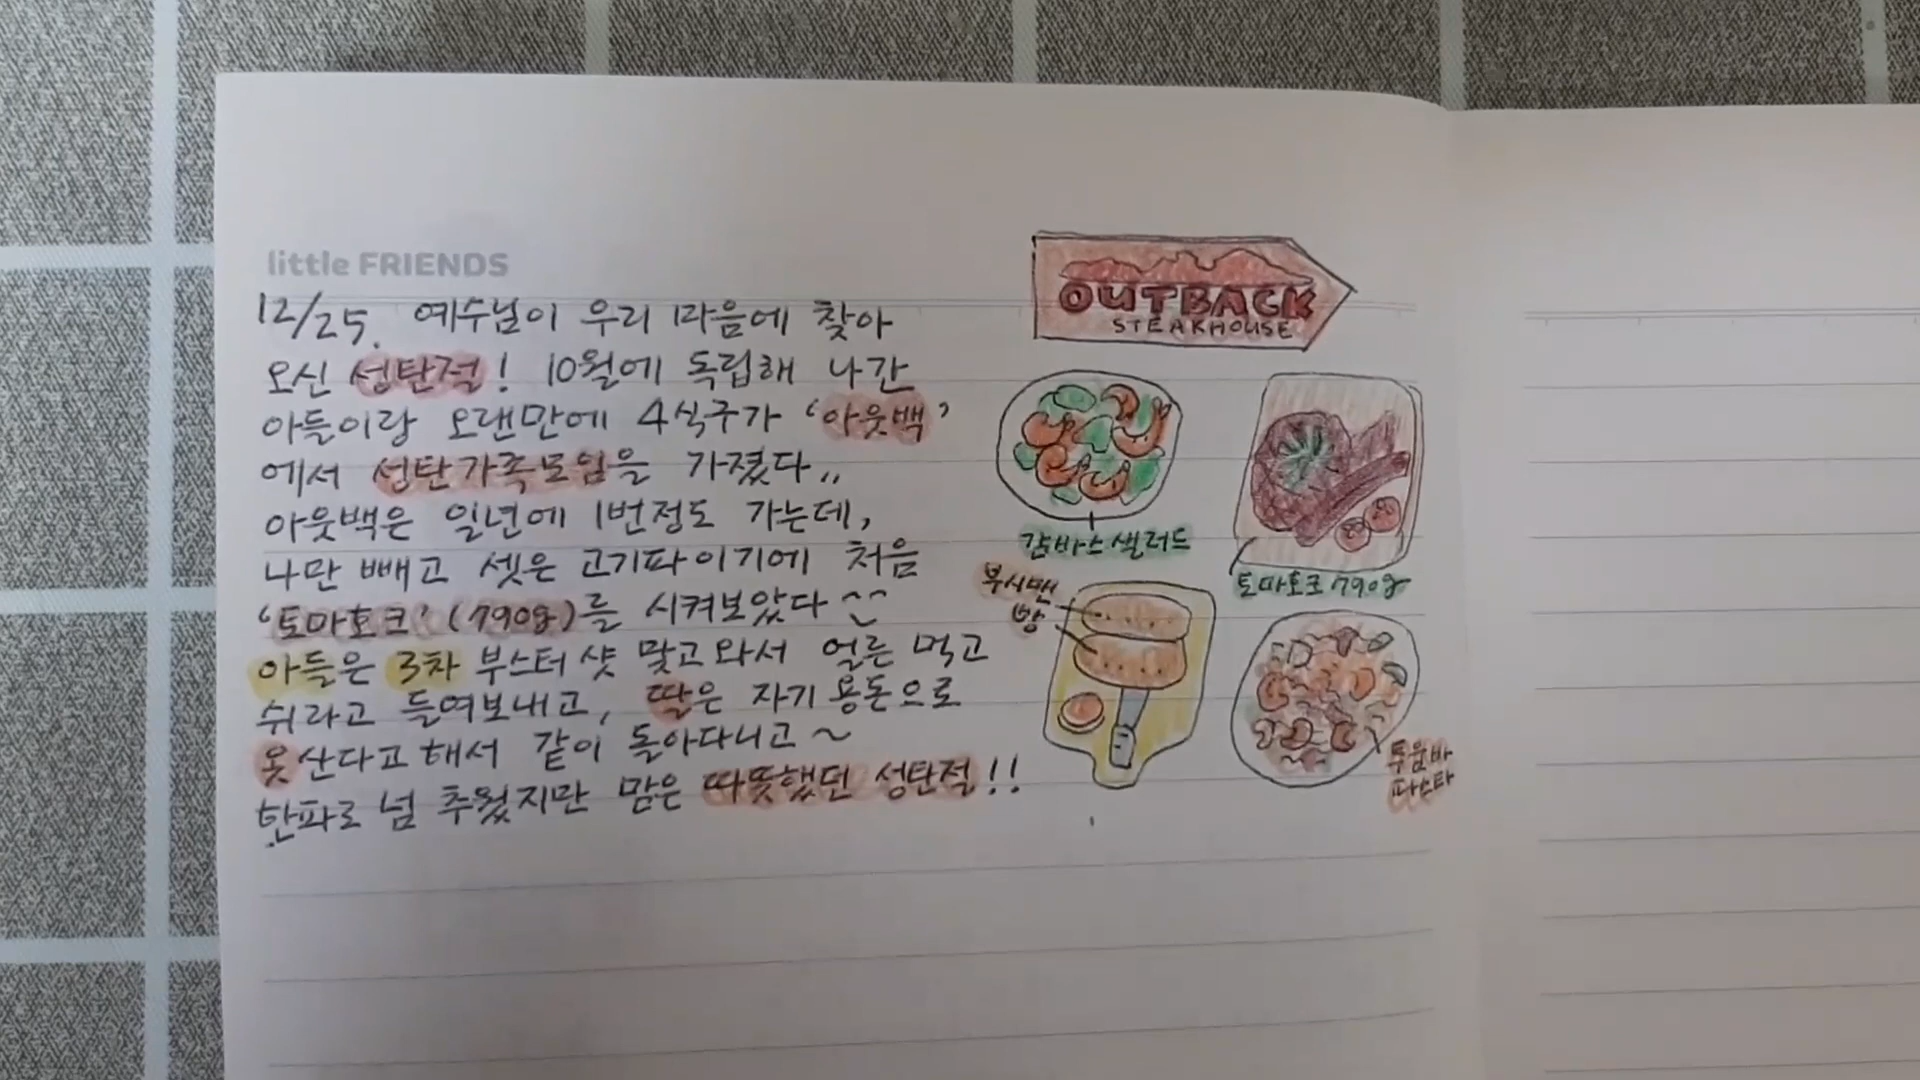 little FRIENDS
12/25. 예수님이 우리 마음에 찾아
오신 성탄절! 10월에 독립해 나간
아들이랑 오랜만에 4식구가 '아웃백'
에서 성탄가족모임을 가졌다,,
아웃백은 일년에 1번정도 가는데,
나만 빼고 셋은 고기파이기에 처음
'토마호크' (790g)를 시켜보았다 ~~
아들은 3차 부스터 샷 맞고와서 얼른 먹고
쉬라고 들여보내고, 딸은 자기 용돈으로
옷 산다고해서 같이 돌아다니고~
한파로 넘 추웠지만 맘은 따뜻했던 성탄절!!
OUTBACK
STEAKHOUSE
감바스 샐러드
토마호크 790g
부시맨
빵
투움바
파스타